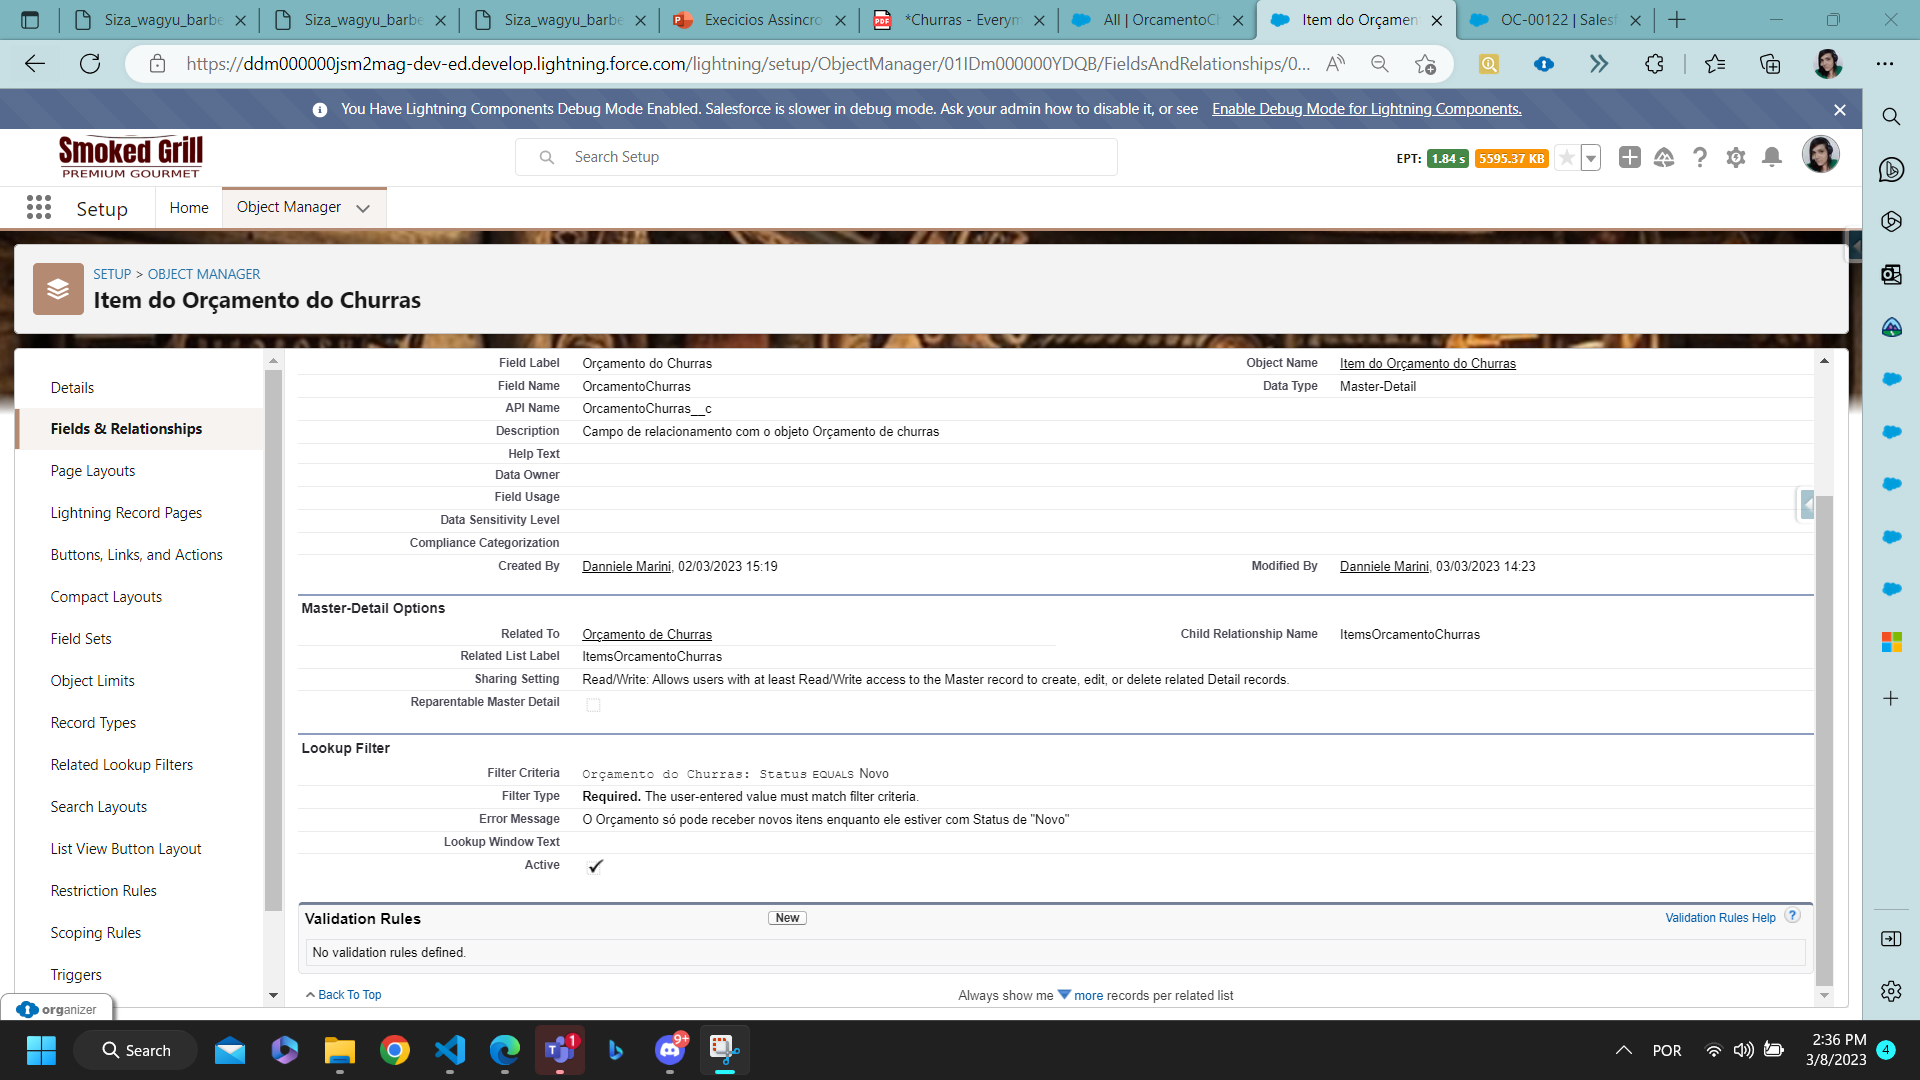 Siza_wagyu_barbe
Siza_wagyu_barbe
Siza_wagyu_barbe
Execicios Assincro
*Churras - Everym
All | OrcamentoCh
Item do Orçamen
OC-00122 | Salesf
https://ddm000000jsm2mag-dev-ed.develop.lightning.force.com/lightning/setup/ObjectManager/01IDm000000YDQB/FieldsAndRelationships/0...
You Have Lightning Components Debug Mode Enabled. Salesforce is slower in debug mode. Ask your admin how to disable it, or see Enable Debug Mode for Lightning Components.
Smoked Grill
PREMIUM GOURMET
Search Setup
EPT: 1.84 s 5595.37 KB
Setup
Home
Object Manager
SETUP > OBJECT MANAGER
Item do Orçamento do Churras
Details
Fields & Relationships
Page Layouts
Lightning Record Pages
Buttons, Links, and Actions
Compact Layouts
Field Sets
Object Limits
Record Types
Related Lookup Filters
Search Layouts
List View Button Layout
Restriction Rules
Scoping Rules
Triggers
Field Label Orçamento do Churras Object Name Item do Orçamento do Churras
Field Name OrcamentoChurras Data Type Master-Detail
API Name OrcamentoChurras__c
Description Campo de relacionamento com o objeto Orçamento de churras
Help Text
Data Owner
Field Usage
Data Sensitivity Level
Compliance Categorization
Created By Danniele Marini, 02/03/2023 15:19 Modified By Danniele Marini, 03/03/2023 14:23
Master-Detail Options
Related To Orçamento de Churras Child Relationship Name ItemsOrcamentoChurras
Related List Label ItemsOrcamentoChurras
Sharing Setting Read/Write: Allows users with at least Read/Write access to the Master record to create, edit, or delete related Detail records.
Reparentable Master Detail
Lookup Filter
Filter Criteria Orçamento do Churras: Status EQUALS Novo
Filter Type Required. The user-entered value must match filter criteria.
Error Message O Orçamento só pode receber novos itens enquanto ele estiver com Status de "Novo"
Lookup Window Text
Active
Validation Rules New Validation Rules Help ?
No validation rules defined.
Back To Top Always show me more records per related list
organizer
Search
1
9+
POR
2:36 PM
3/8/2023
4